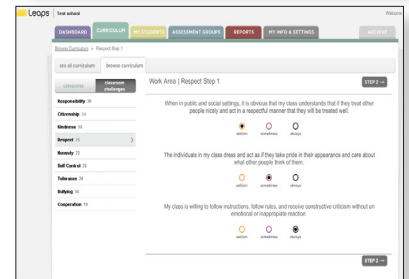 Leaps Test school Welcome
DASHBOARD CURRICULUM MY STUDENTS ASSESSMENT GROUPS REPORTS MY INFO & SETTINGS ARCHIVE
Browse Curriculum > Respect Step 1
see all curriculum browse curriculum
categories classroom challenges
Work Area | Respect Step 1 STEP 2 →
Responsibility
Citizenship
Kindness
Respect
Honesty
Self Control
Tolerance
Bullying
Cooperation
When in public and social settings, it is obvious that my class understands that if they treat other
people nicely and act in a respectful manner that they will be treated well.
seldom sometimes always
The individuals in my class dress and act as if they take pride in their appearance and care about
what other people think of them.
seldom sometimes always
My class is willing to follow instructions, follow rules, and receive constructive criticism without an
emotional or inappropriate reaction
seldom sometimes always
STEP 2 →